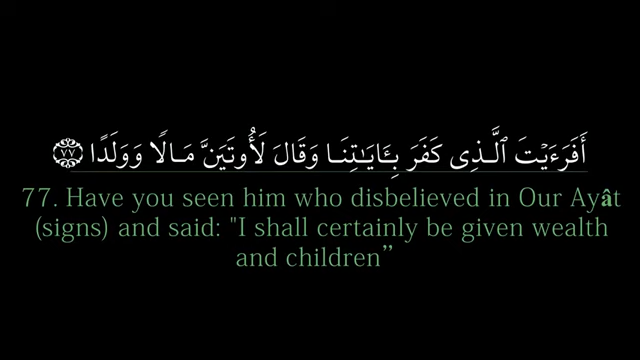 أَفَرَءَيْتَ ٱلَّذِى كَفَرَ بِـَٔايَـٰتِنَا وَقَالَ لَأُوتَيَنَّ مَالًا وَوَلَدًا ٧٧
77. Have you seen him who disbelieved in Our Ayât
(signs) and said: "I shall certainly be given wealth
and children”